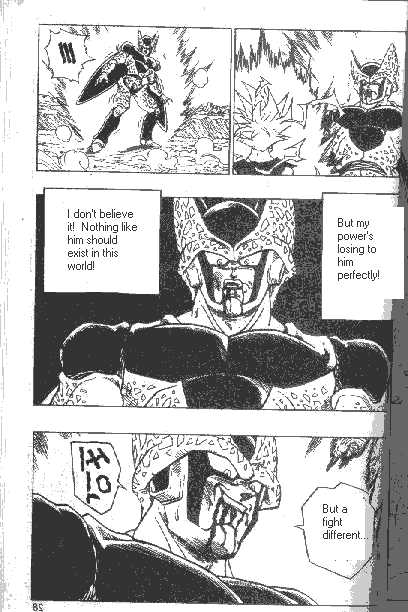 I don't believe
it! Nothing like
him should
exist in this
world!
But my
power's
losing to
him
perfectly!
But a
fight
different...